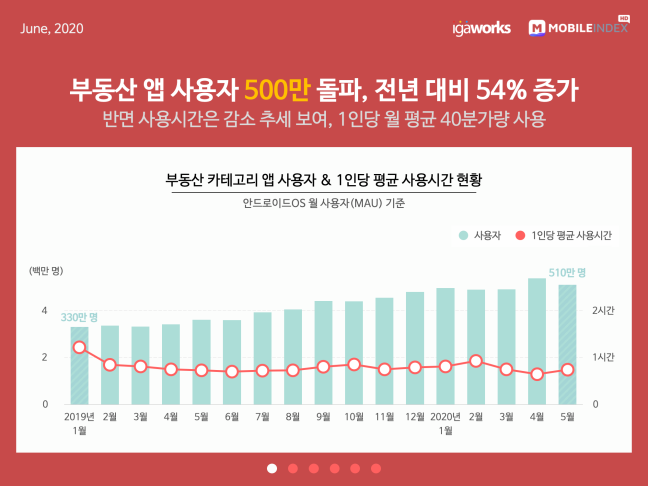 June, 2020
igaworks
M MOBILEINDEX HD
부동산 앱 사용자 500만 돌파, 전년 대비 54% 증가
반면 사용시간은 감소 추세 보여, 1인당 월 평균 40분가량 사용
부동산 카테고리 앱 사용자 & 1인당 평균 사용시간 현황
안드로이드OS 월 사용자(MAU) 기준
사용자 1인당 평균 사용시간
(백만 명)
510만 명
330만 명
4 2시간
2 1시간
0 0
2019년 2월 3월 4월 5월 6월 7월 8월 9월 10월 11월 12월 2020년 2월 3월 4월 5월
1월 1월